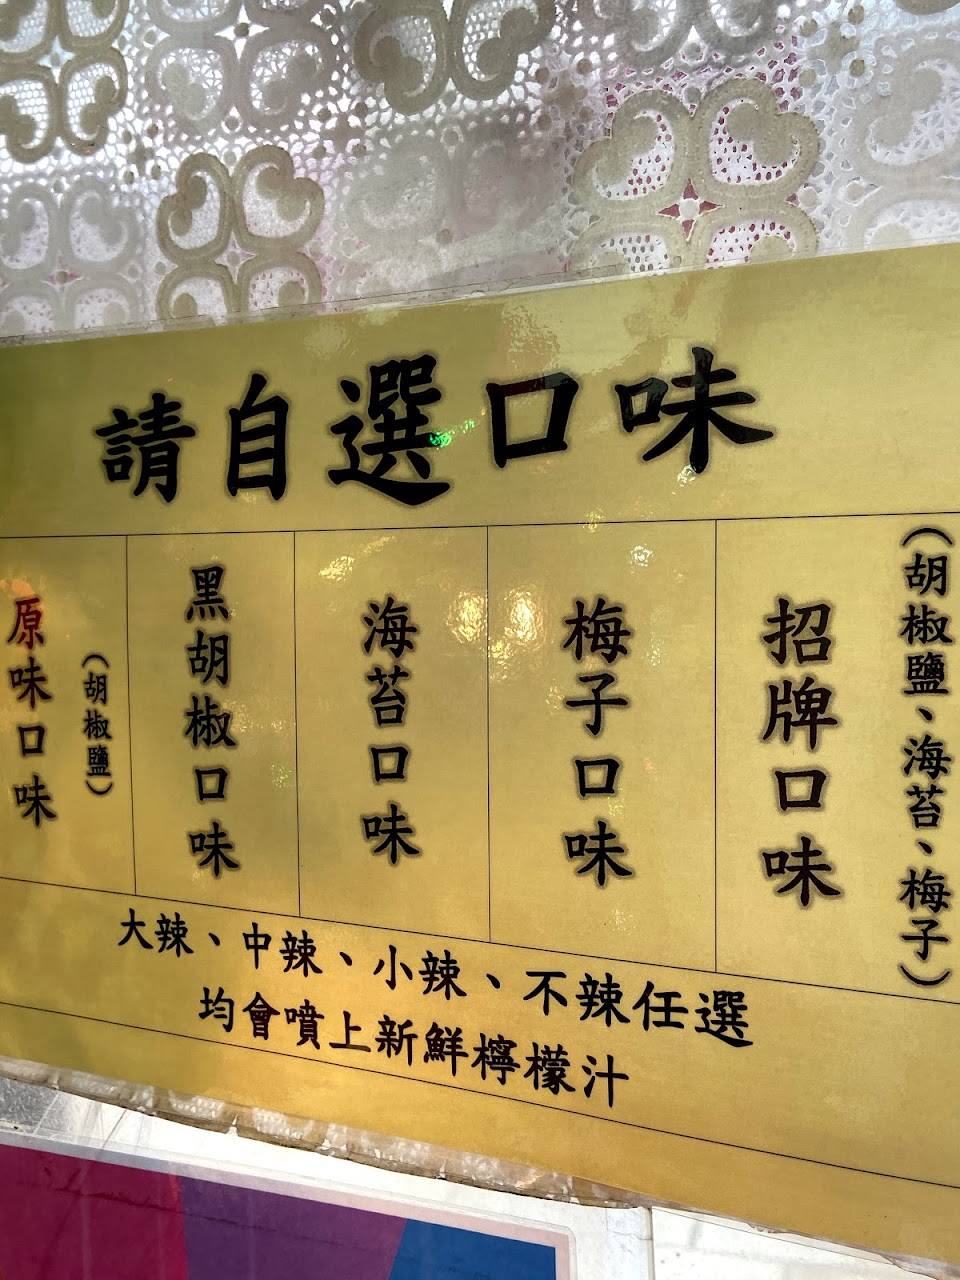 請自選口味
(胡椒鹽、海苔、梅子)
招牌口味
梅子口味
海苔口味
黑胡椒口味
(胡椒鹽)
原味口味
大辣、中辣、小辣、不辣任選
均會噴上新鮮檸檬汁